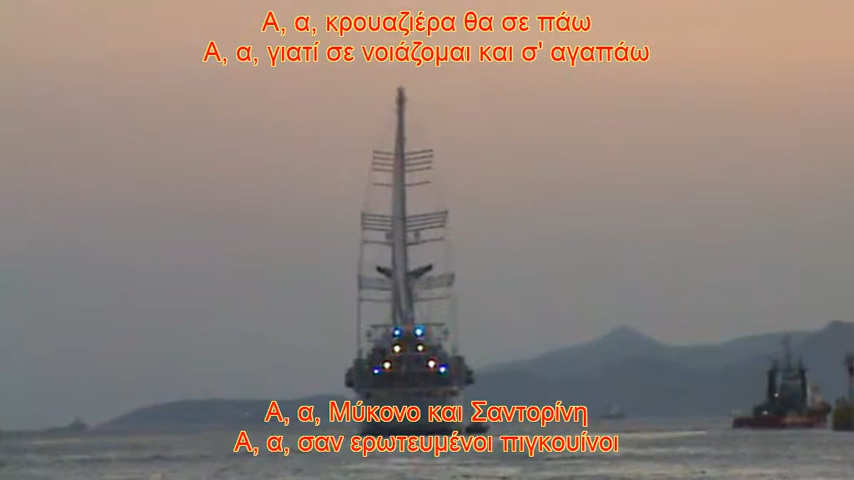 Α, α, κρουαζιέρα θα σε πάω
Α, α, γιατί σε νοιάζομαι και σ' αγαπάω
Α, α, Μύκονο και Σαντορίνη
Α, α, σαν ερωτευμένοι πιγκουίνοι